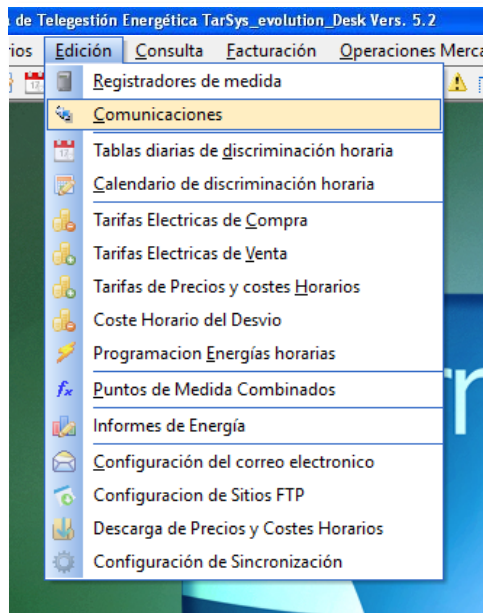 de Telegestión Energética TarSys_evolution_Desk Vers. 5.2
rios Edición Consulta Facturación Operaciones Merca
Registradores de medida
Comunicaciones
Tablas diarias de discriminación horaria
Calendario de discriminación horaria
Tarifas Electricas de Compra
Tarifas Electricas de Venta
Tarifas de Precios y costes Horarios
Coste Horario del Desvio
Programacion Energías horarias
Puntos de Medida Combinados
Informes de Energía
Configuración del correo electronico
Configuracion de Sitios FTP
Descarga de Precios y Costes Horarios
Configuración de Sincronización